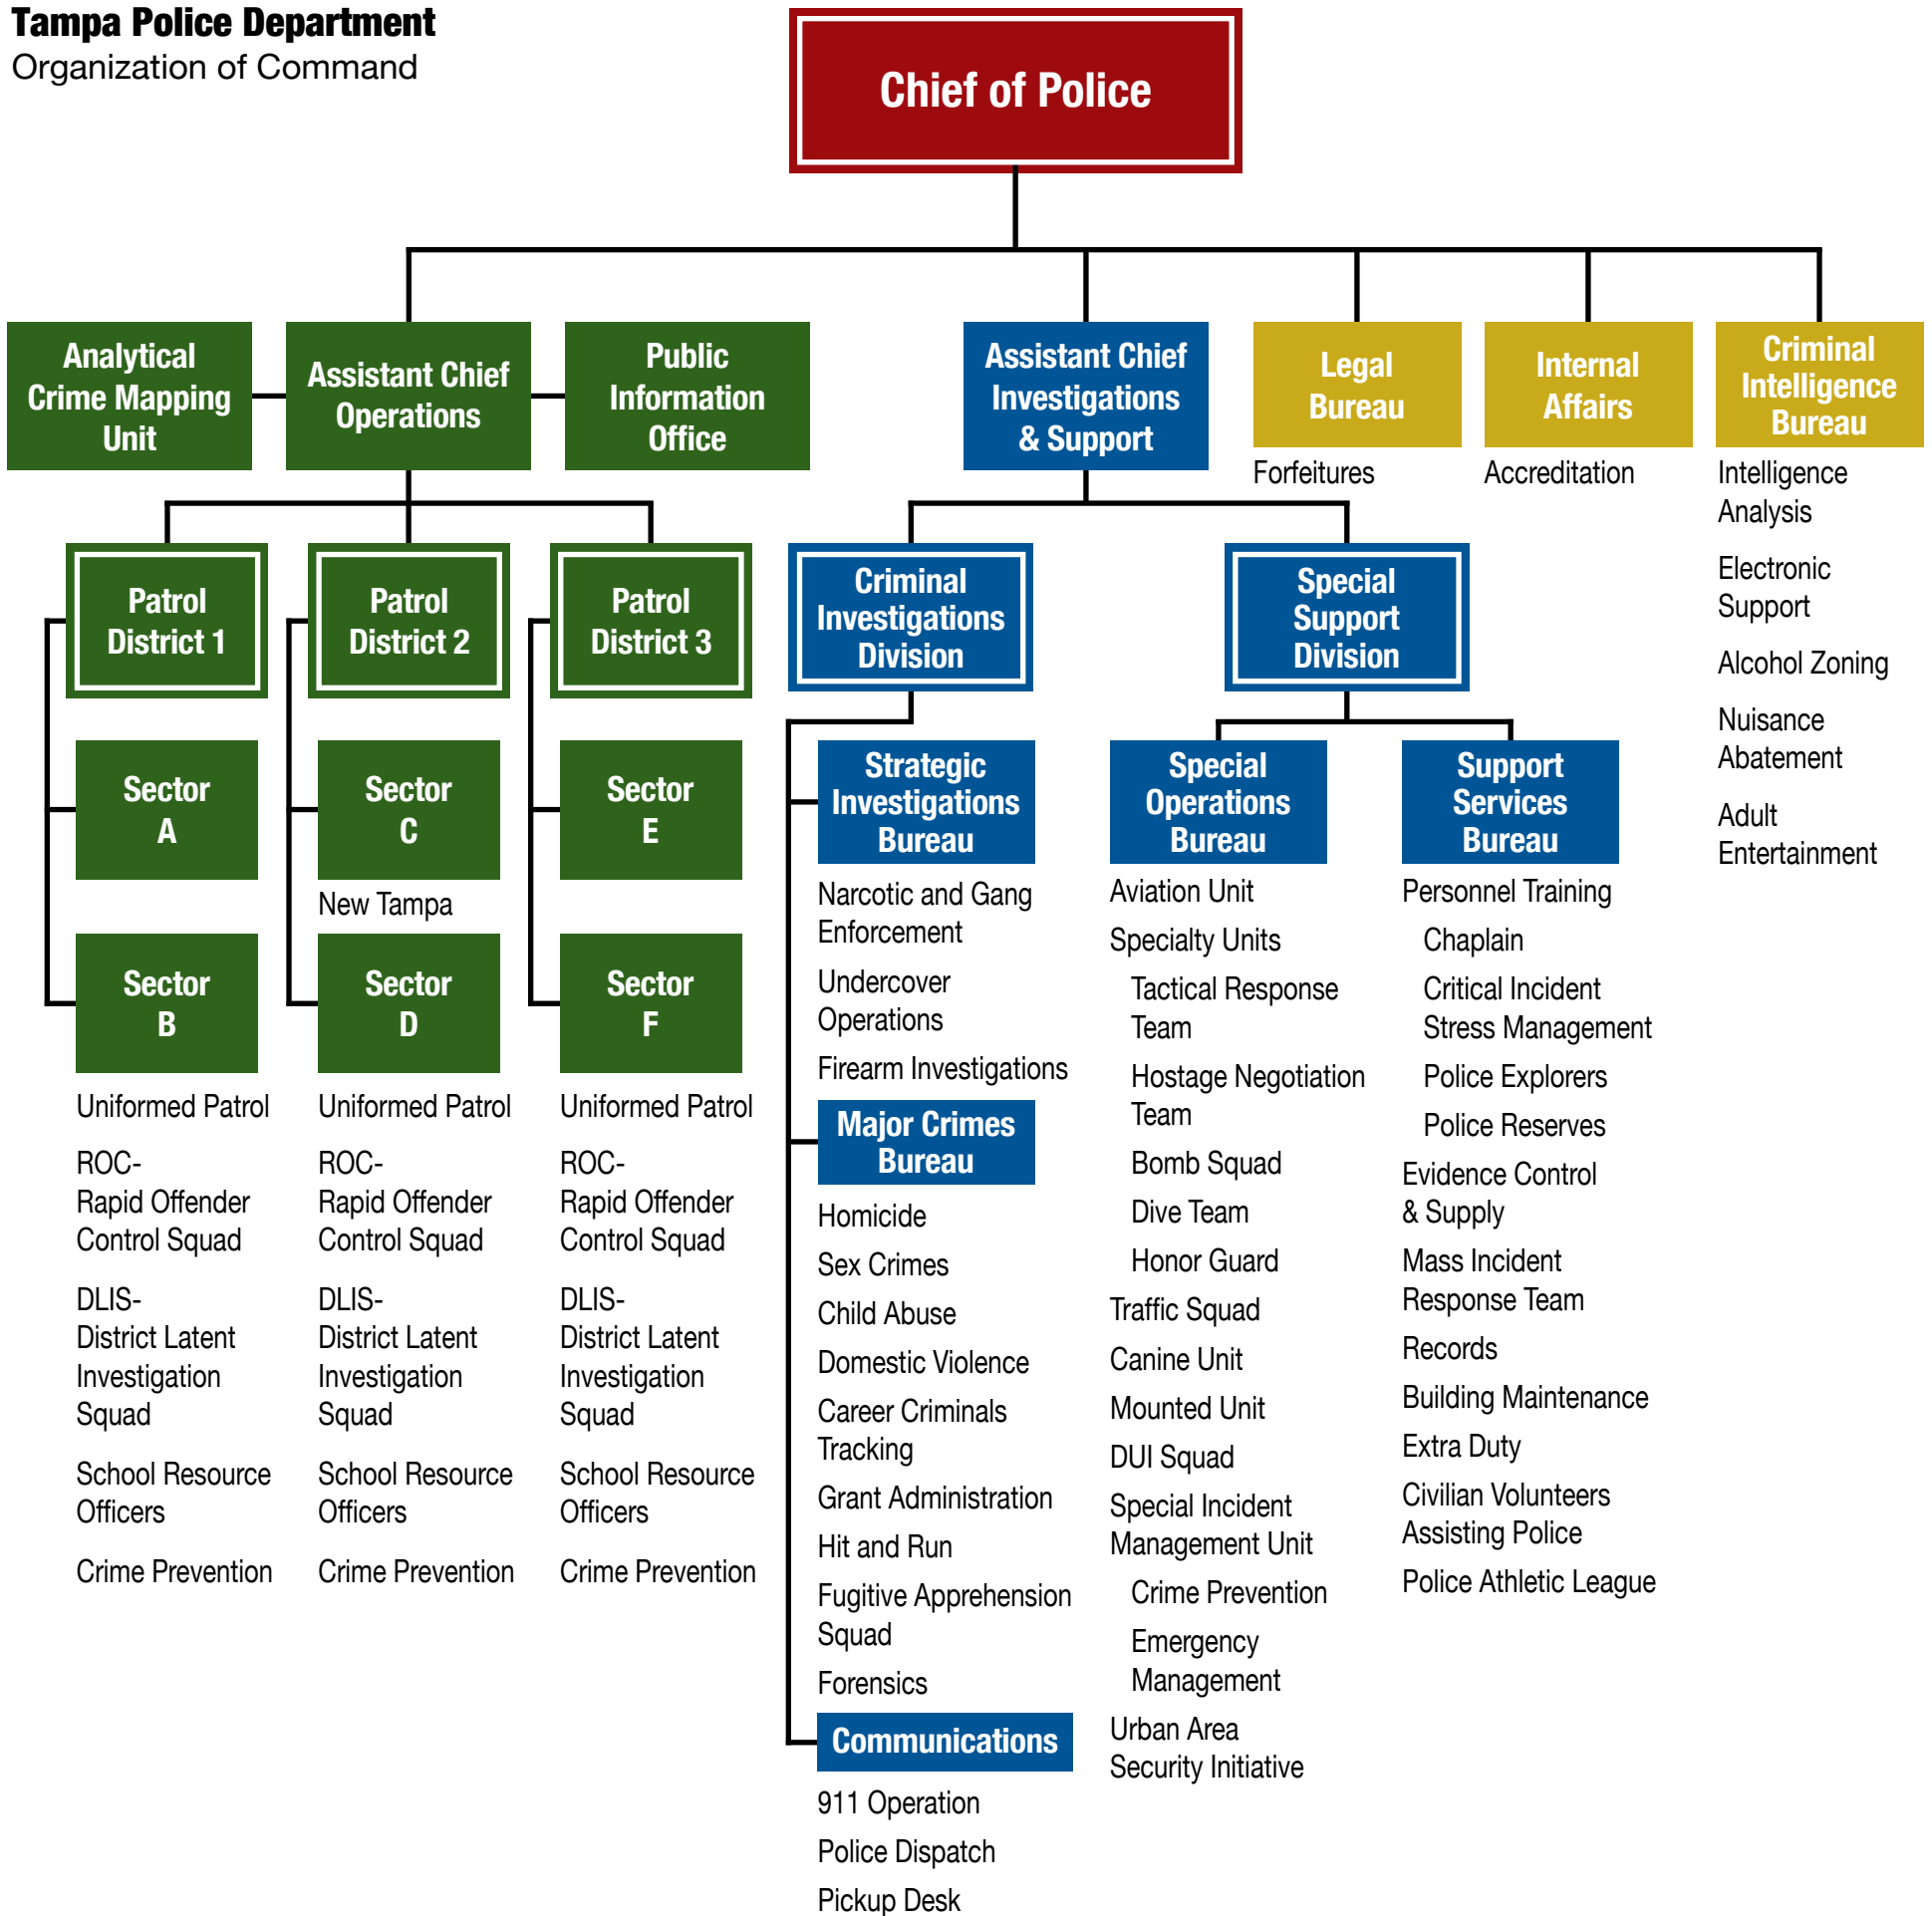 Tampa Police Department
Organization of Command
Chief of Police
Analytical
Crime Mapping
Unit
Assistant Chief
Operations
Public
Information
Office
Assistant Chief
Investigations
& Support
Legal
Bureau
Forfeitures
Internal
Affairs
Accreditation
Criminal
Intelligence
Bureau
Intelligence
Analysis
Electronic
Support
Alcohol Zoning
Nuisance
Abatement
Adult
Entertainment
Patrol
District 1
Sector
A
Sector
B
Uniformed Patrol
ROC-
Rapid Offender
Control Squad
DLIS-
District Latent
Investigation
Squad
School Resource
Officers
Crime Prevention
Patrol
District 2
Sector
C
New Tampa
Sector
D
Uniformed Patrol
ROC-
Rapid Offender
Control Squad
DLIS-
District Latent
Investigation
Squad
School Resource
Officers
Crime Prevention
Patrol
District 3
Sector
E
Sector
F
Uniformed Patrol
ROC-
Rapid Offender
Control Squad
DLIS-
District Latent
Investigation
Squad
School Resource
Officers
Crime Prevention
Criminal
Investigations
Division
Strategic
Investigations
Bureau
Narcotic and Gang
Enforcement
Undercover
Operations
Firearm Investigations
Major Crimes
Bureau
Homicide
Sex Crimes
Child Abuse
Domestic Violence
Career Criminals
Tracking
Grant Administration
Hit and Run
Fugitive Apprehension
Squad
Forensics
Communications
911 Operation
Police Dispatch
Pickup Desk
Special
Support
Division
Special
Operations
Bureau
Aviation Unit
Specialty Units
Tactical Response
Team
Hostage Negotiation
Team
Bomb Squad
Dive Team
Honor Guard
Traffic Squad
Canine Unit
Mounted Unit
DUI Squad
Special Incident
Management Unit
Crime Prevention
Emergency
Management
Urban Area
Security Initiative
Support
Services
Bureau
Personnel Training
Chaplain
Critical Incident
Stress Management
Police Explorers
Police Reserves
Evidence Control
& Supply
Mass Incident
Response Team
Records
Building Maintenance
Extra Duty
Civilian Volunteers
Assisting Police
Police Athletic League